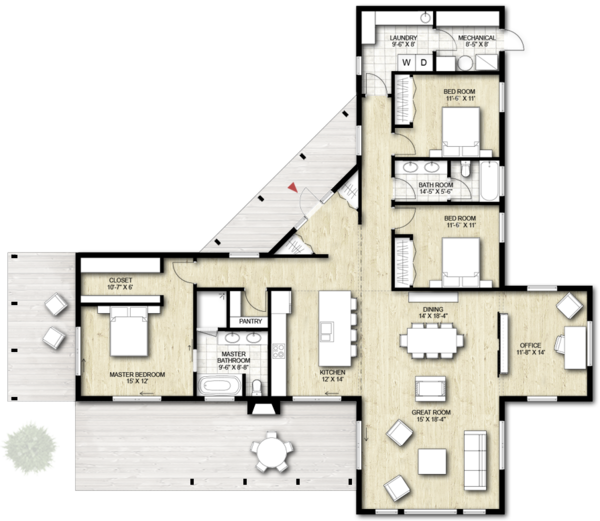 LAUNDRY
9'-6" X 8'
MECHANICAL
8'-5" X 8'
W D
BED ROOM
11'-6" X 11'
BATH ROOM
14'-5" X 5'-6"
BED ROOM
11'-6" X 11'
CLOSET
10'-7" X 6'
PANTRY
MASTER
BATHROOM
9'-6" X 8'-8"
MASTER BEDROOM
15' X 12'
KITCHEN
12' X 14'
DINING
14' X 18'-4"
OFFICE
11'-8" X 14'
GREAT ROOM
15' X 18'-4"